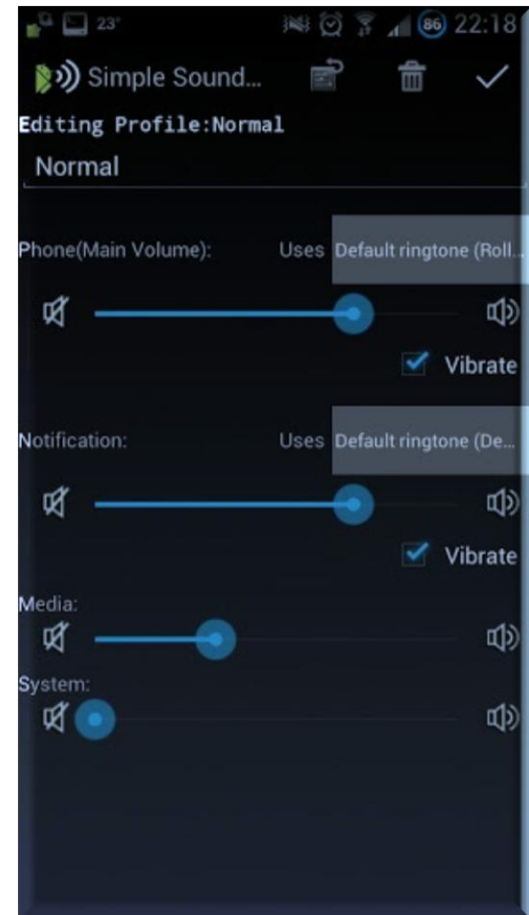 23° 86 22:18
Simple Sound...
Editing Profile:Normal
Normal
Phone(Main Volume): Uses Default ringtone (Roll...
Vibrate
Notification: Uses Default ringtone (De...
Vibrate
Media:
System: